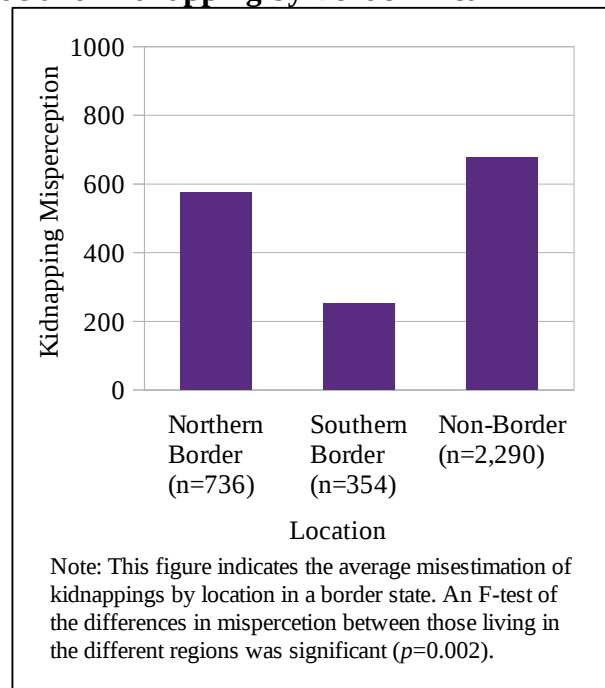 1000
800
600
400
200
0
Kidnapping Misperception
Northern Border (n=736)
Southern Border (n=354)
Non-Border (n=2,290)
Location
Note: This figure indicates the average misestimation of
kidnappings by location in a border state. An F-test of
the differences in mispercetion between those living in
the different regions was significant (p=0.002).